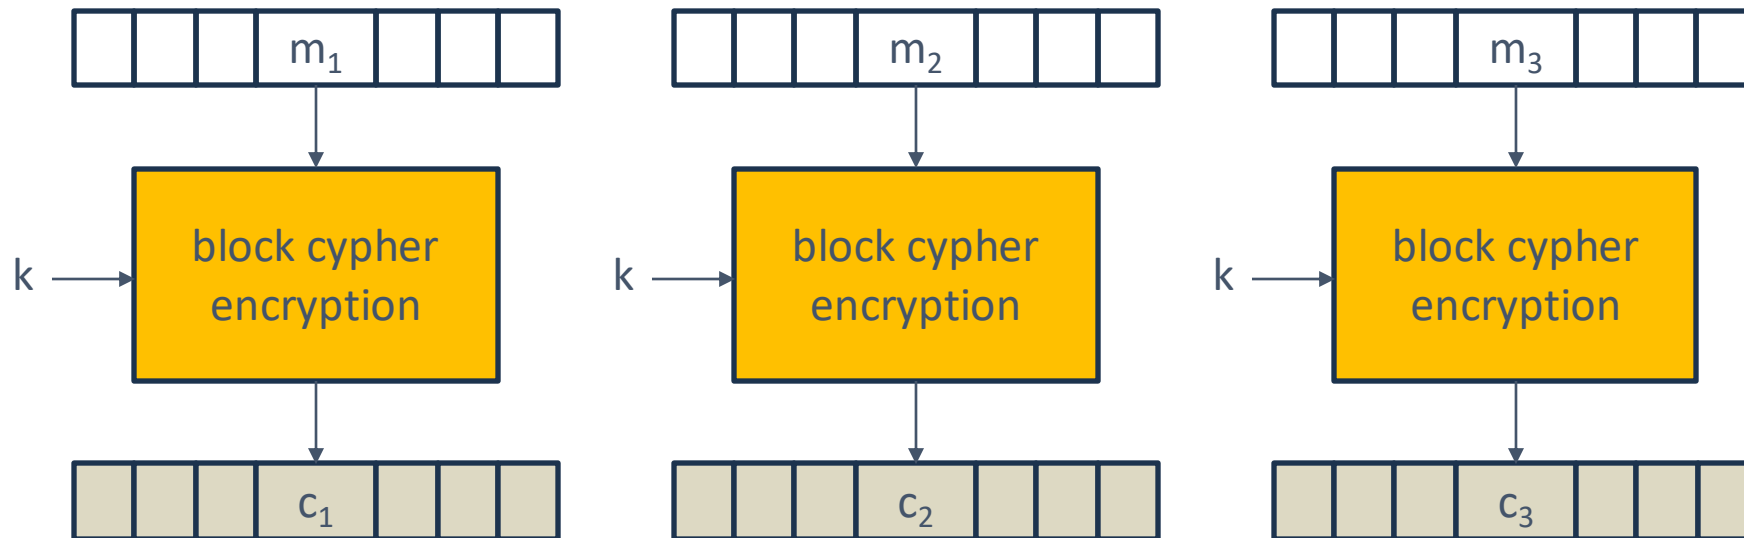 m₁ m₂ m₃
k block cypher encryption k block cypher encryption k block cypher encryption
c₁ c₂ c₃